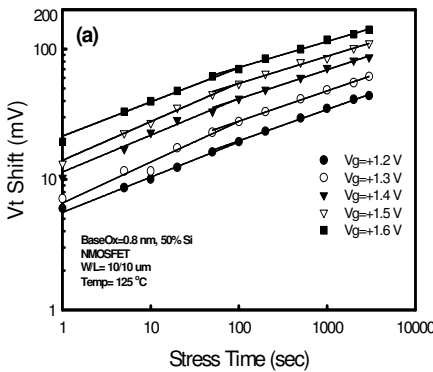 (a)
200
100
10
1
Vt Shift (mV)
Vg=+1.2 V
Vg=+1.3 V
Vg=+1.4 V
Vg=+1.5 V
Vg=+1.6 V
BaseOx=0.8 nm, 50% Si
NMOSFET
W/L= 10/10 um
Temp= 125 °C
1 10 100 1000 10000
Stress Time (sec)